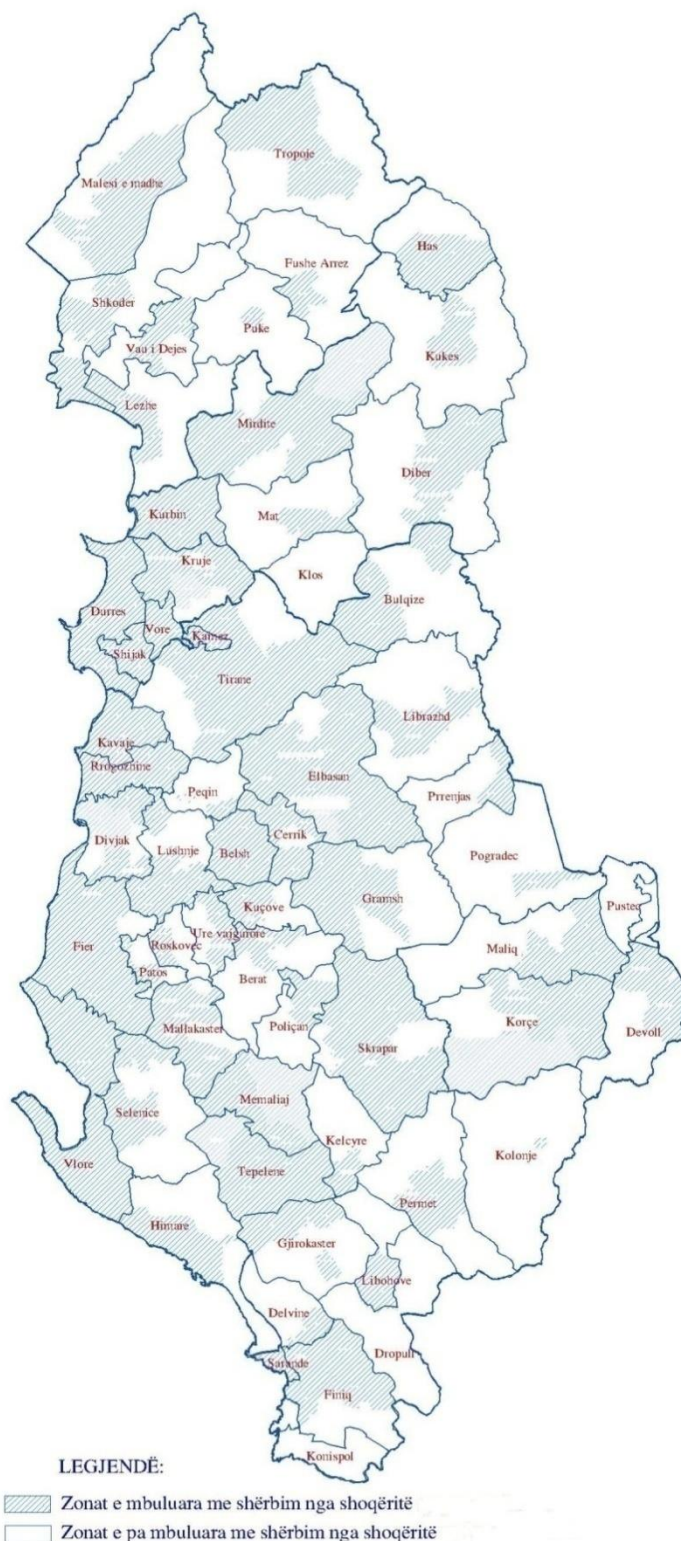 Tropoje
Malesi e madhe
Has
Fushe Arrez
Shkoder
Puke
Vau i Dejes
Kukes
Lezhe
Mirdite
Diber
Kurbin
Mat
Kruje
Klos
Bulqize
Durres
Vore
Kamez
Shijak
Tirane
Librazhd
Kavaje
Rrogozhine
Elbasan
Peqin
Prrenjas
Divjak
Lushnje
Belsh
Cerrik
Pogradec
Gramsh
Kuçove
Pustec
Ure vajgurore
Roskovec
Fier
Maliq
Patos
Berat
Korçe
Mallakaster
Poliçan
Devoll
Skrapar
Memaliaj
Selenice
Kelcyre
Kolonje
Vlore
Tepelene
Permet
Himare
Gjirokaster
Libohove
Delvine
Dropull
Sarande
Finiq
Konispol
LEGJENDË:
Zonat e mbuluara me shërbim nga shoqëritë
Zonat e pa mbuluara me shërbim nga shoqëritë